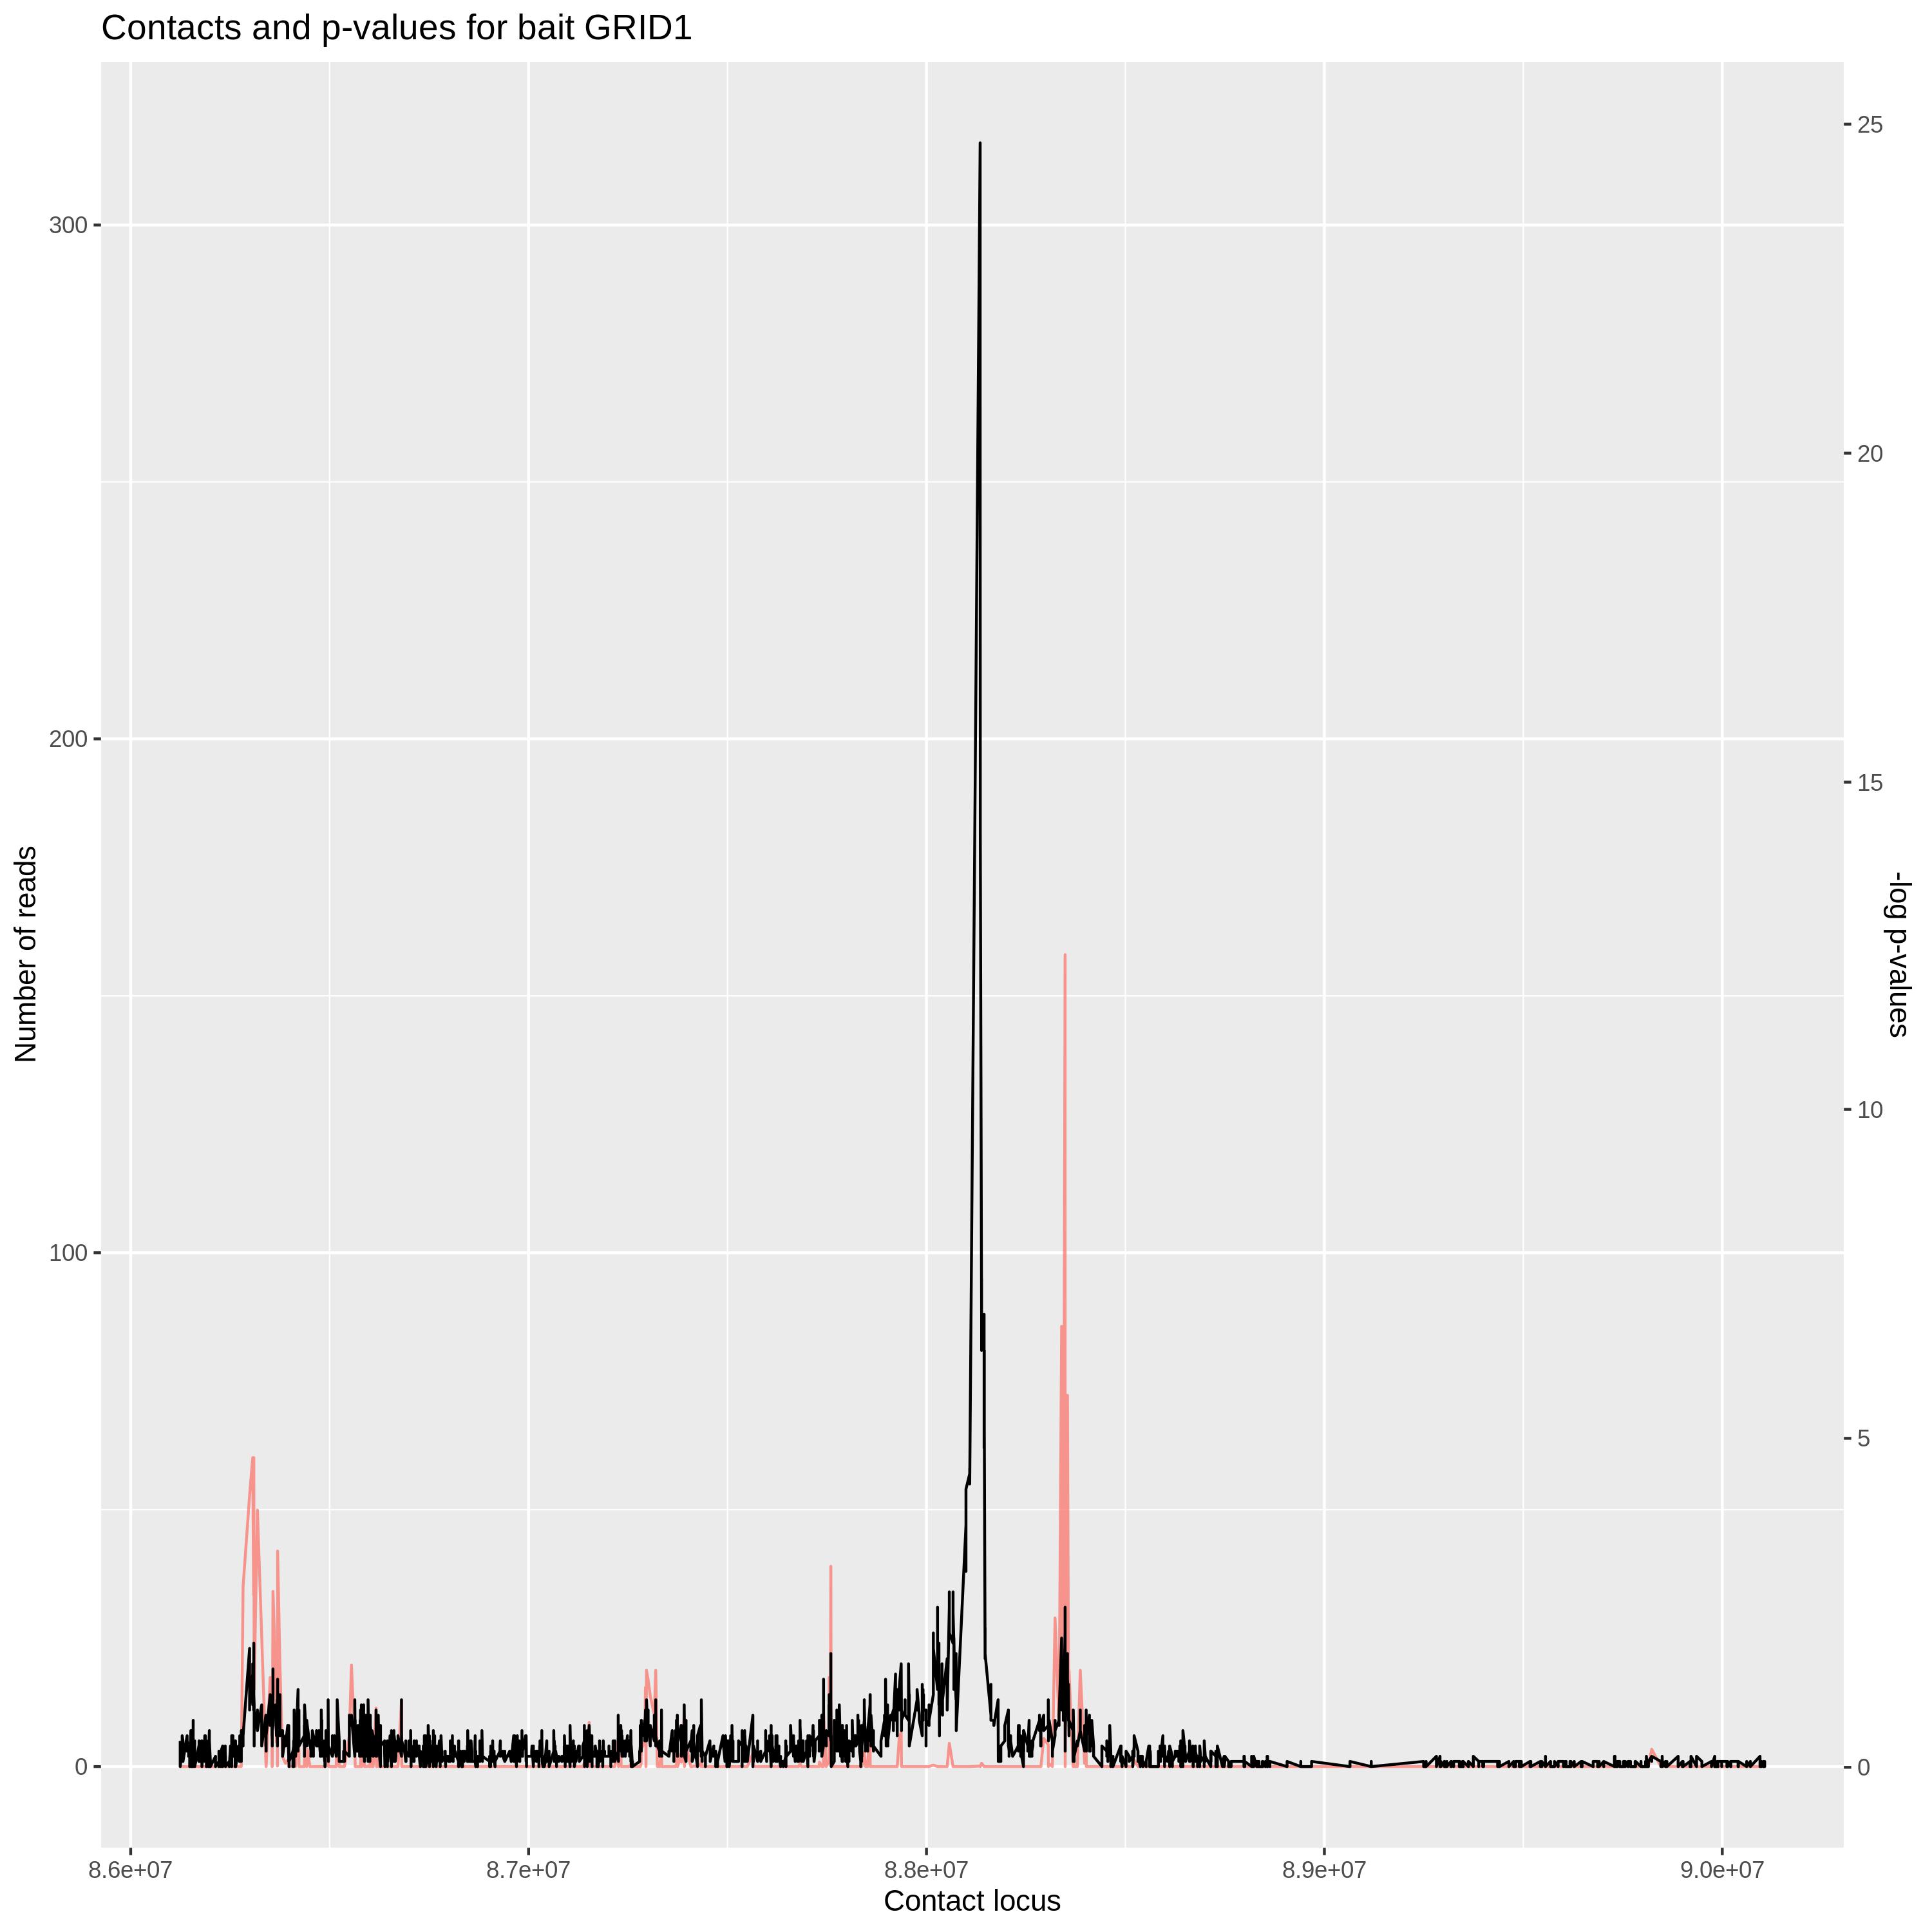 Contacts and p-values for bait GRID1
Number of reads
300
200
100
0
25
20
15
10
5
0
-log p-values
8.6e+07
8.7e+07
8.8e+07
8.9e+07
9.0e+07
Contact locus